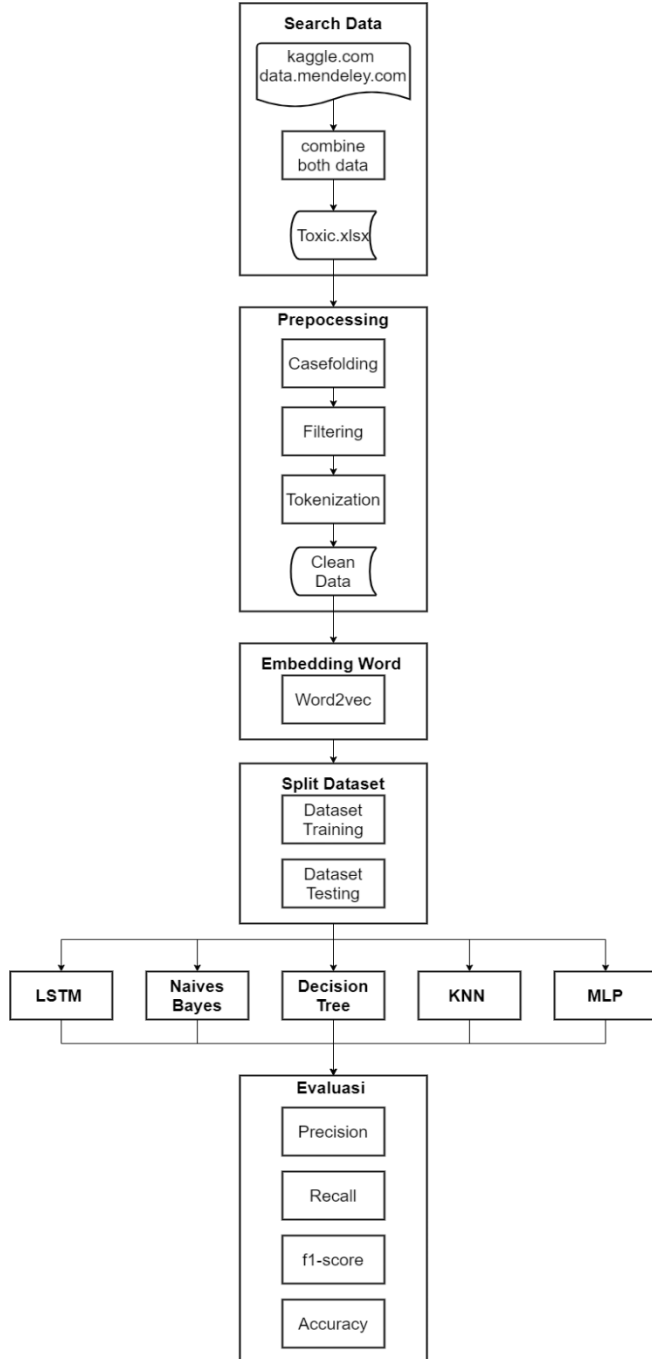 Search Data
kaggle.com
data.mendeley.com
combine
both data
Toxic.xlsx
Prepocessing
Casefolding
Filtering
Tokenization
Clean
Data
Embedding Word
Word2vec
Split Dataset
Dataset
Training
Dataset
Testing
LSTM
Naives
Bayes
Decision
Tree
KNN
MLP
Evaluasi
Precision
Recall
f1-score
Accuracy